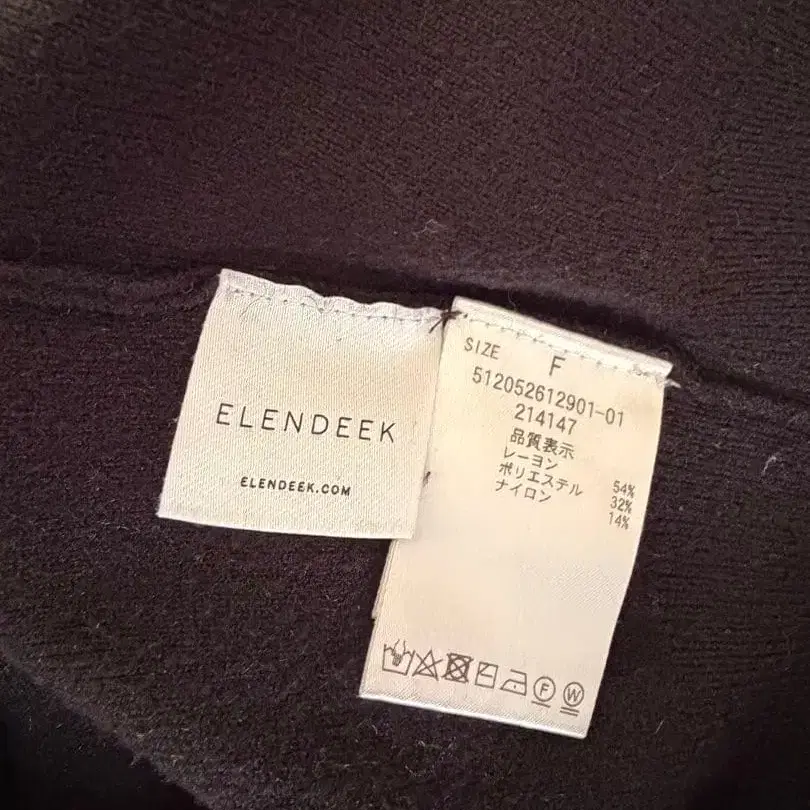 ELENDEEK
ELENDEEK.COM
SIZE F
512052612901-01
214147
品質表示
レーヨン 54%
ポリエステル 32%
ナイロン 14%
F W